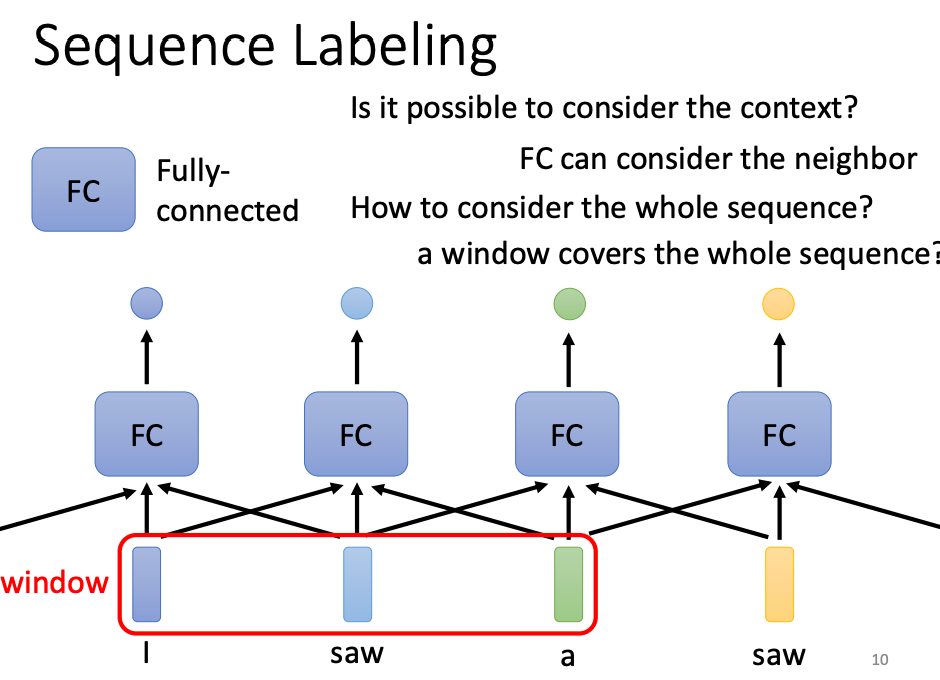 Sequence Labeling
Is it possible to consider the context?
FC can consider the neighbor
FC
Fully-
connected
How to consider the whole sequence?
a window covers the whole sequence?
FC
FC
FC
FC
window
I
saw
a
saw
10